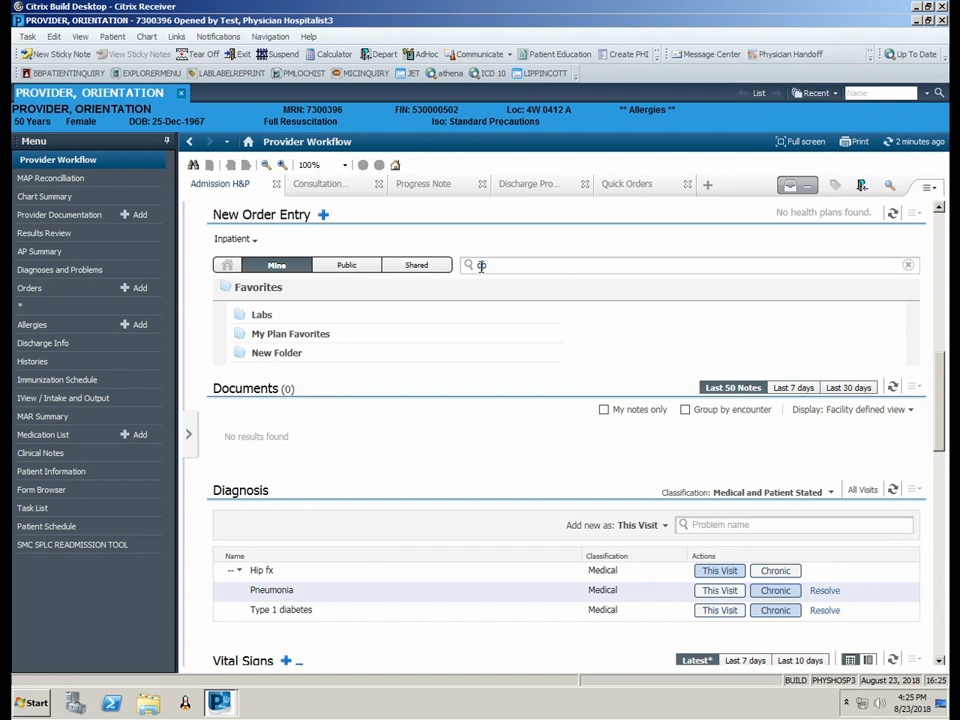 Citrix Build Desktop - Citrix Receiver
PROVIDER, ORIENTATION - 7300396 Opened by Test, Physician Hospitalist3
Task Edit View Patient Chart Links Notifications Navigation Help
New Sticky Note View Sticky Notes Tear Off Exit Suspend Calculator Depart AdHoc Communicate Patient Education Create PHI Message Center Physician Handoff Up To Date
BBPATIENTINQUIRY EXPLORERMENU LABLABELREPRINT PMLOCHIST MICINQUIRY JET athena ICD 10 LIPPINCOTT
PROVIDER, ORIENTATION x List Recent Name
PROVIDER, ORIENTATION MRN: 7300396 FIN: 530000502 Loc: 4W 0412 A ** Allergies **
50 Years Female DOB: 25-Dec-1967 Full Resuscitation Iso: Standard Precautions
Menu Provider Workflow Full screen Print 2 minutes ago
Provider Workflow
MAP Reconciliation
Chart Summary
Provider Documentation + Add
Results Review
AP Summary
Diagnoses and Problems
Orders + Add
*
Allergies + Add
Discharge Info
Histories
Immunization Schedule
IView / Intake and Output
MAR Summary
Medication List + Add
Clinical Notes
Patient Information
Form Browser
Task List
Patient Schedule
SMC SPLC READMISSION TOOL
100%
Admission H&P Consultation... Progress Note Discharge Pro... Quick Orders +
New Order Entry + No health plans found.
Inpatient
Mine Public Shared
Favorites
Labs
My Plan Favorites
New Folder
Documents (0) Last 50 Notes Last 7 days Last 30 days
My notes only Group by encounter Display: Facility defined view
No results found
Diagnosis Classification: Medical and Patient Stated All Visits
Add new as: This Visit Problem name
Name Classification Actions
-- Hip fx Medical This Visit Chronic
Pneumonia Medical This Visit Chronic Resolve
Type 1 diabetes Medical This Visit Chronic Resolve
Vital Signs + Latest* Last 7 days Last 10 days
BUILD PHYSHOSP3 August 23, 2018 16:25
Start 4:25 PM
8/23/2018